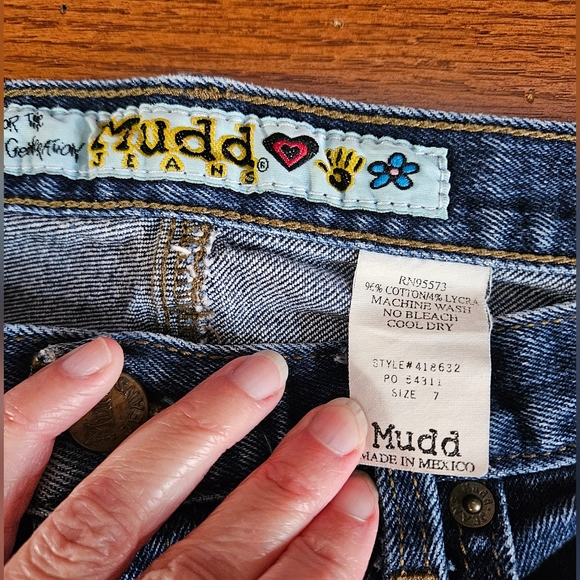 OR THE
GENERATION
Mudd
JEANS®
RN95573
96% COTTON/4% LYCRA
MACHINE WASH
NO BLEACH
COOL DRY
STYLE#418632
PO 54311
SIZE 7
Mudd
MADE IN MEXICO